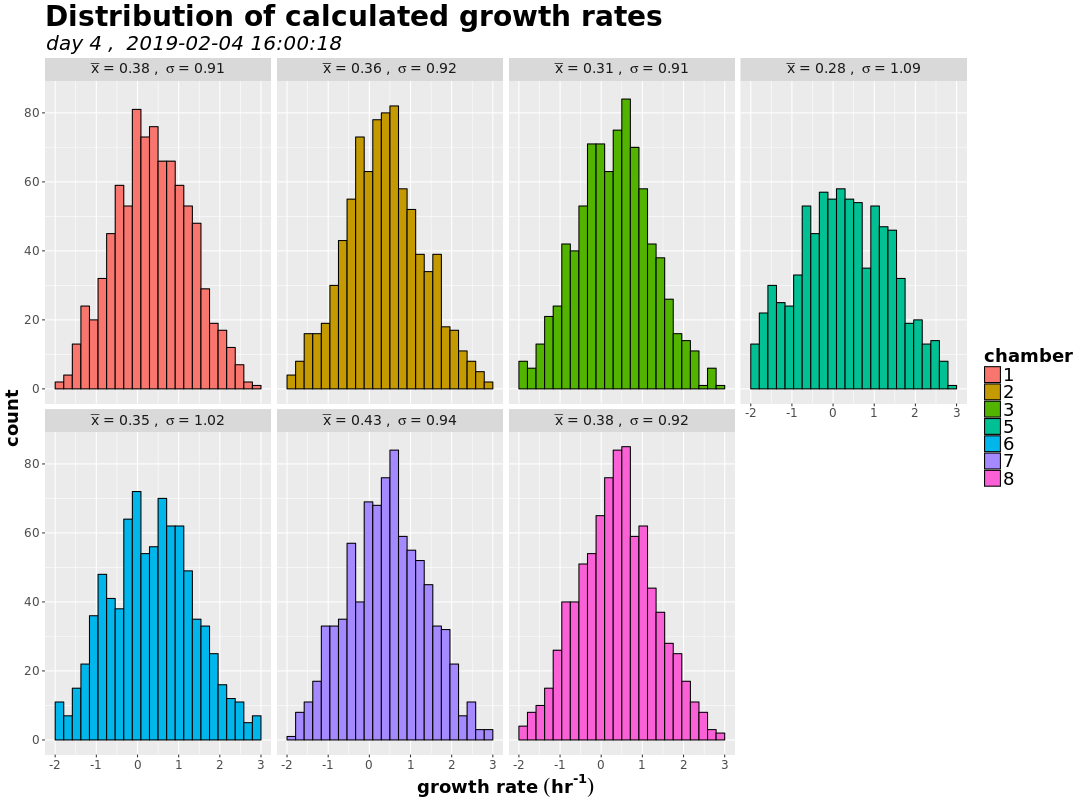 Distribution of calculated growth rates
day 4 ,  2019-02-04 16:00:18
x̅ = 0.38 ,  σ = 0.91
x̅ = 0.36 ,  σ = 0.92
x̅ = 0.31 ,  σ = 0.91
x̅ = 0.28 ,  σ = 1.09
80
60
40
20
0
-2 -1 0 1 2 3
x̅ = 0.35 ,  σ = 1.02
x̅ = 0.43 ,  σ = 0.94
x̅ = 0.38 ,  σ = 0.92
80
60
40
20
0
-2 -1 0 1 2 3
-2 -1 0 1 2 3
-2 -1 0 1 2 3
count
growth rate (hr⁻¹)
chamber
1
2
3
5
6
7
8